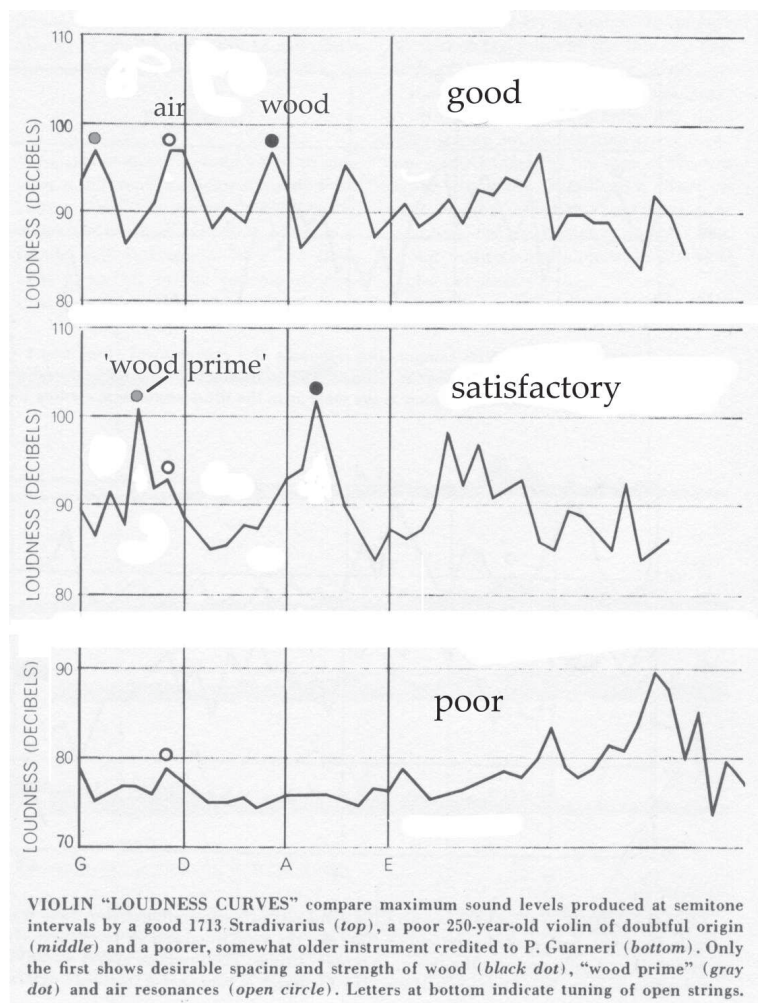 110
air
wood
good
100
90
80
LOUDNESS (DECIBELS)
110
'wood prime'
satisfactory
100
90
80
LOUDNESS (DECIBELS)
90
poor
80
70
LOUDNESS (DECIBELS)
G D A E
VIOLIN “LOUDNESS CURVES” compare maximum sound levels produced at semitone
intervals by a good 1713 Stradivarius (top), a poor 250-year-old violin of doubtful origin
(middle) and a poorer, somewhat older instrument credited to P. Guarneri (bottom). Only
the first shows desirable spacing and strength of wood (black dot), “wood prime” (gray
dot) and air resonances (open circle). Letters at bottom indicate tuning of open strings.